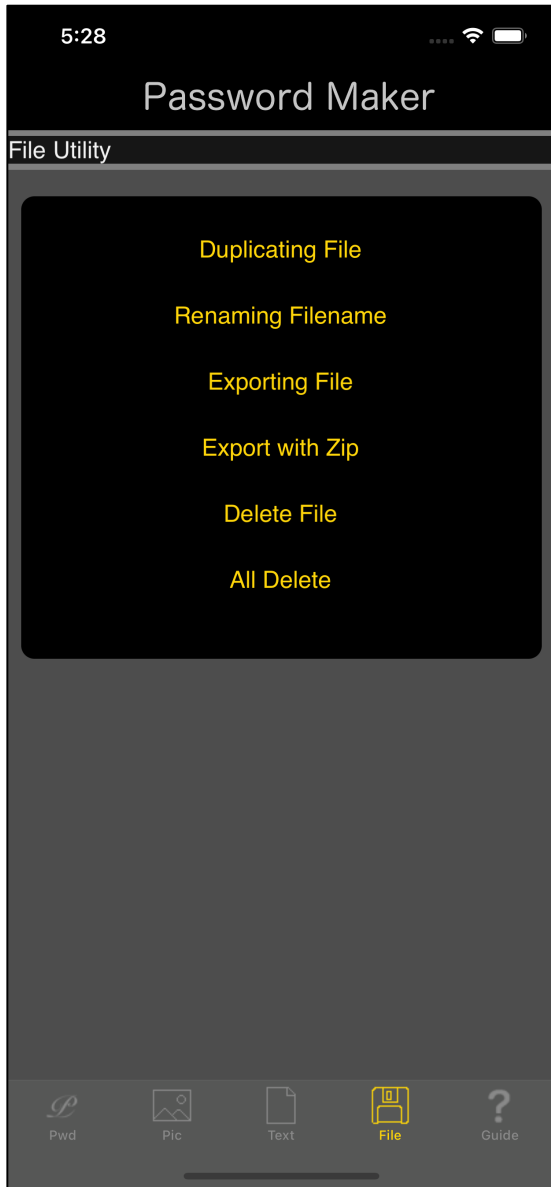 5:28
Password Maker
File Utility
Duplicating File
Renaming Filename
Exporting File
Export with Zip
Delete File
All Delete
Pwd
Pic
Text
File
Guide